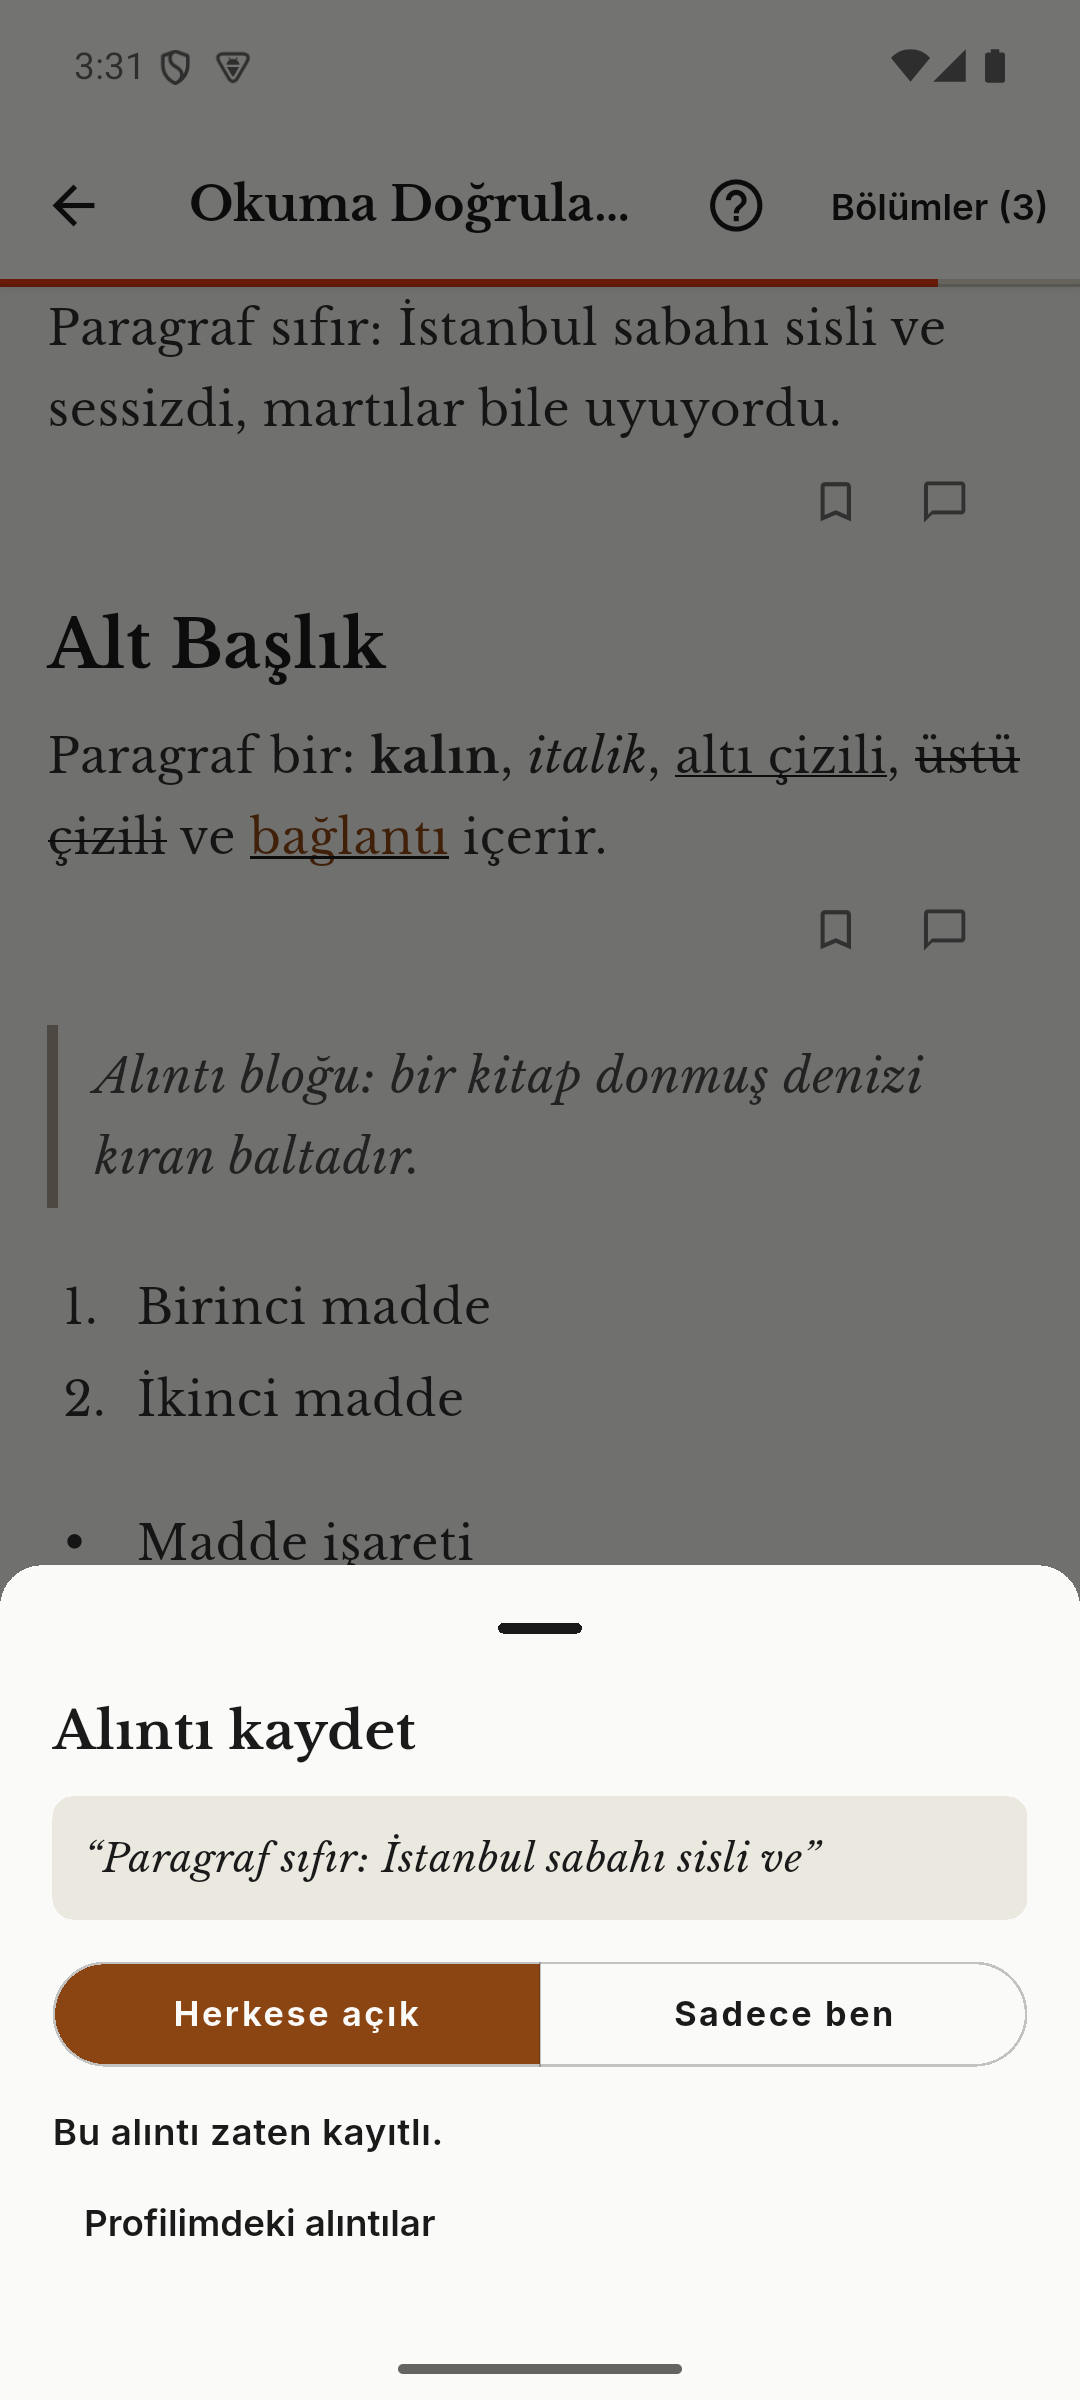 3:31
Okuma Doğrula...
Bölümler (3)
Paragraf sıfır: İstanbul sabahı sisli ve
sessizdi, martılar bile uyuyordu.
Alt Başlık
Paragraf bir: kalın, italik, altı çizili, üstü
çizili ve bağlantı içerir.
Alıntı bloğu: bir kitap donmuş denizi
kıran baltadır.
1. Birinci madde
2. İkinci madde
• Madde işareti
Alıntı kaydet
“Paragraf sıfır: İstanbul sabahı sisli ve”
Herkese açık
Sadece ben
Bu alıntı zaten kayıtlı.
Profilimdeki alıntılar